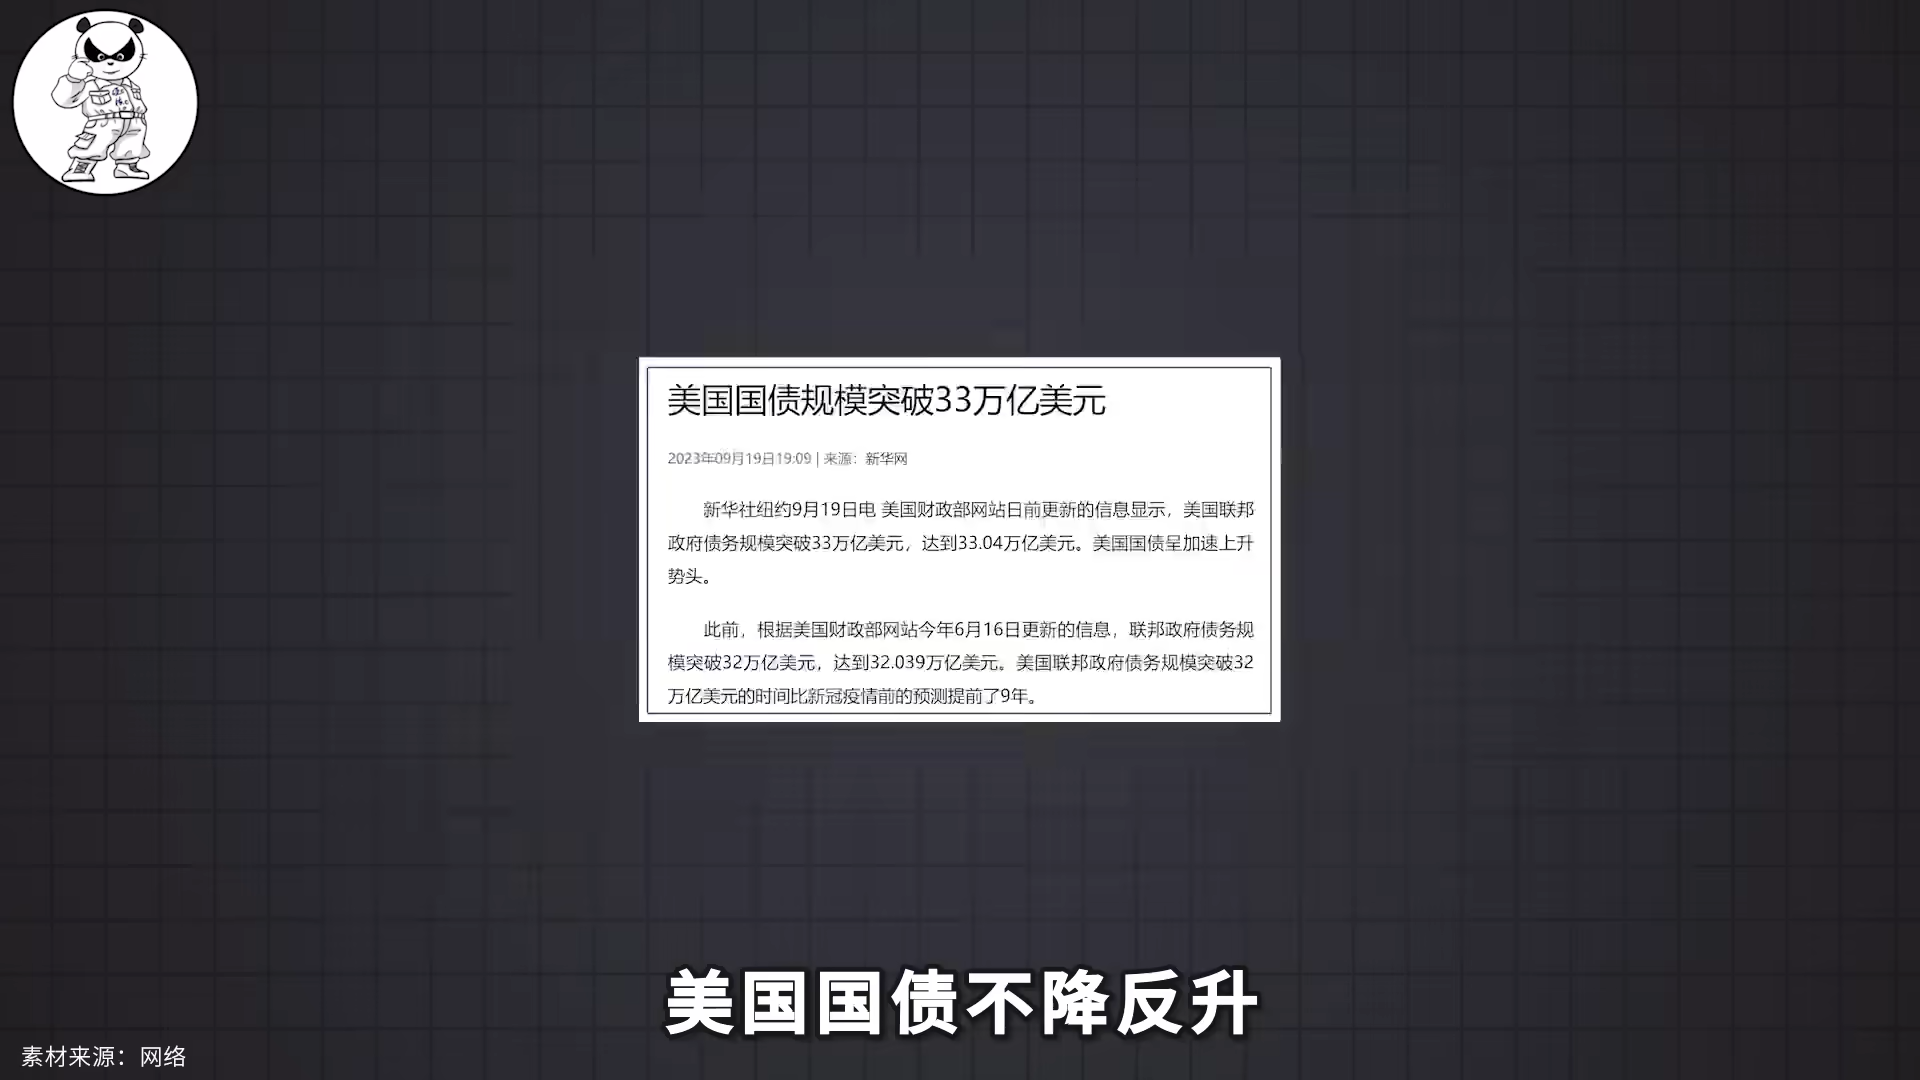 美国国债规模突破33万亿美元
2023年09月19日19:09 | 来源：新华网
新华社纽约9月19日电 美国财政部网站日前更新的信息显示，美国联邦
政府债务规模突破33万亿美元，达到33.04万亿美元。美国国债呈加速上升
势头。
此前，根据美国财政部网站今年6月16日更新的信息，联邦政府债务规
模突破32万亿美元，达到32.039万亿美元。美国联邦政府债务规模突破32
万亿美元的时间比新冠疫情前的预测提前了9年。
美国国债不降反升
素材来源：网络